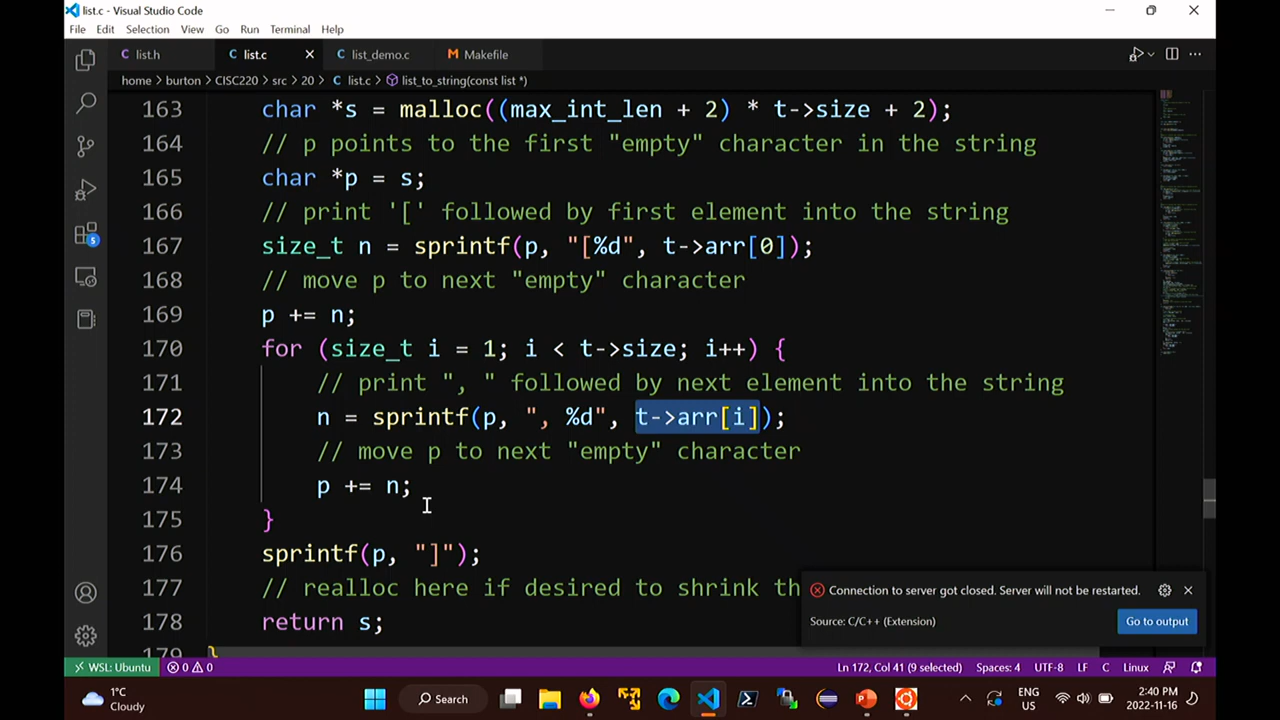 list.c - Visual Studio Code
File Edit Selection View Go Run Terminal Help
C list.h C list.c × C list_demo.c M Makefile
home > burton > CISC220 > src > 20 > C list.c > list_to_string(const list *)
163 char *s = malloc((max_int_len + 2) * t->size + 2);
164 // p points to the first "empty" character in the string
165 char *p = s;
166 // print '[' followed by first element into the string
167 size_t n = sprintf(p, "[%d", t->arr[0]);
168 // move p to next "empty" character
169 p += n;
170 for (size_t i = 1; i < t->size; i++) {
171 // print ", " followed by next element into the string
172 n = sprintf(p, ", %d", t->arr[i]);
173 // move p to next "empty" character
174 p += n;
175 }
176 sprintf(p, "]");
177 // realloc here if desired to shrink th
178 return s;
179 }
5
Connection to server got closed. Server will not be restarted.
Source: C/C++ (Extension) Go to output
WSL: Ubuntu 0 0 Ln 172, Col 41 (9 selected) Spaces: 4 UTF-8 LF C Linux
1°C
Cloudy
Search
ENG
US
2:40 PM
2022-11-16